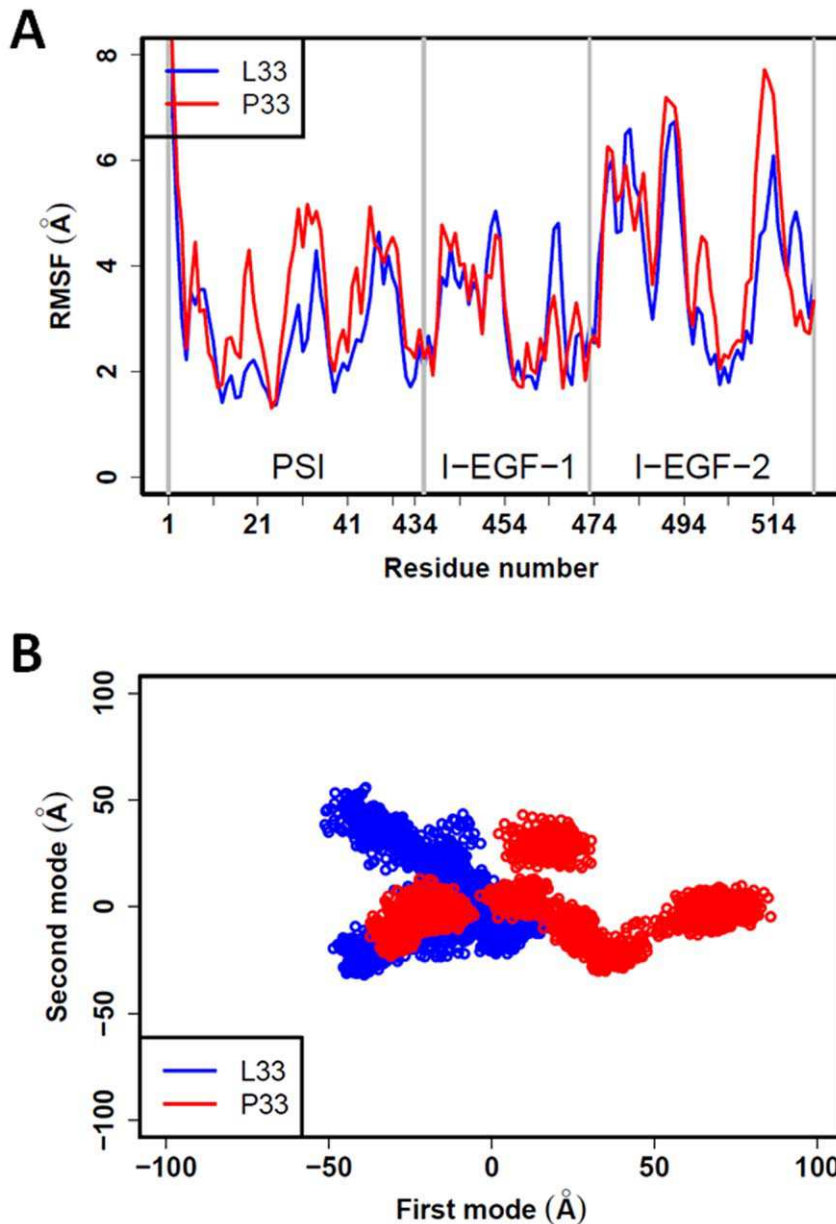 A
L33
P33
8
6
4
2
0
RMSF (Å)
PSI
I−EGF−1
I−EGF−2
1
21
41
434
454
474
494
514
Residue number
B
100
50
0
−50
−100
Second mode (Å)
L33
P33
−100
−50
0
50
100
First mode (Å)